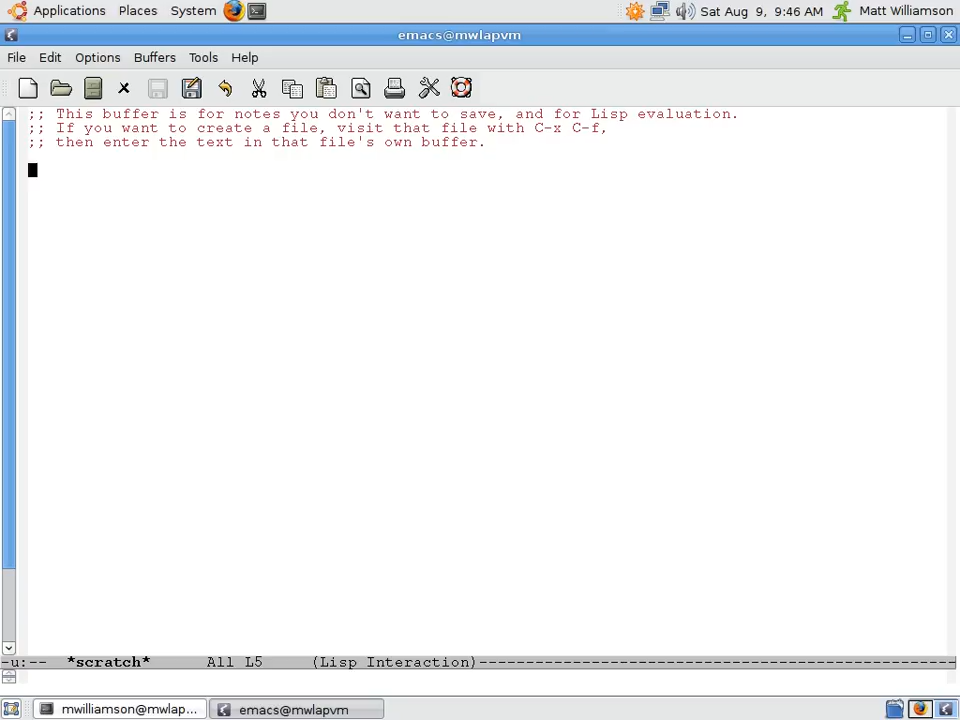 Applications Places System Sat Aug 9, 9:46 AM Matt Williamson
emacs@mwlapvm
File Edit Options Buffers Tools Help
;; This buffer is for notes you don't want to save, and for Lisp evaluation.
;; If you want to create a file, visit that file with C-x C-f,
;; then enter the text in that file's own buffer.
-u:-- *scratch* All L5 (Lisp Interaction)---------------------------------------------------
mwilliamson@mwlap... emacs@mwlapvm